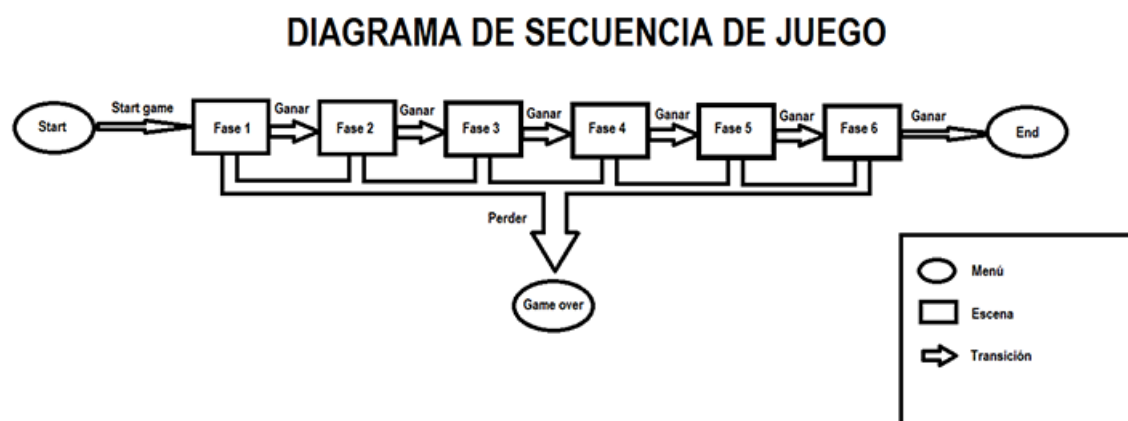 DIAGRAMA DE SECUENCIA DE JUEGO
Start
Start game
Fase 1
Ganar
Fase 2
Ganar
Fase 3
Ganar
Fase 4
Ganar
Fase 5
Ganar
Fase 6
Ganar
End
Perder
Game over
Menú
Escena
Transición